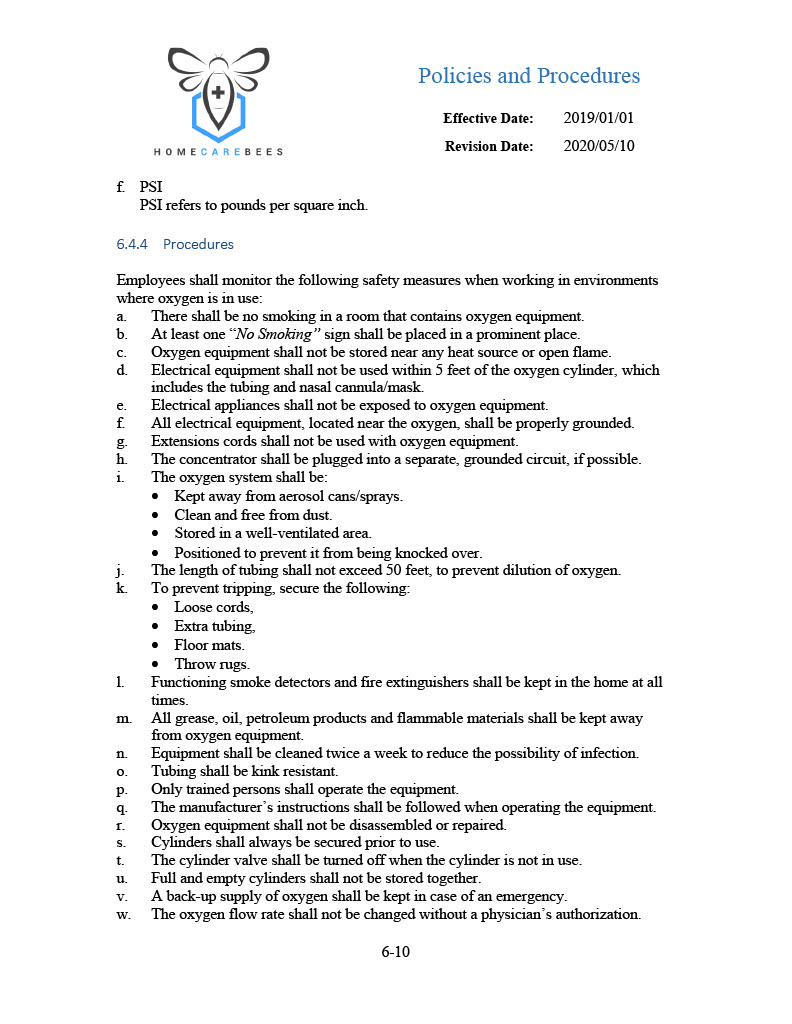 Policies and Procedures
Effective Date: 2019/01/01
Revision Date: 2020/05/10
HOMECAREBEES
f. PSI
PSI refers to pounds per square inch.
6.4.4 Procedures
Employees shall monitor the following safety measures when working in environments
where oxygen is in use:
a. There shall be no smoking in a room that contains oxygen equipment.
b. At least one “No Smoking” sign shall be placed in a prominent place.
c. Oxygen equipment shall not be stored near any heat source or open flame.
d. Electrical equipment shall not be used within 5 feet of the oxygen cylinder, which
includes the tubing and nasal cannula/mask.
e. Electrical appliances shall not be exposed to oxygen equipment.
f. All electrical equipment, located near the oxygen, shall be properly grounded.
g. Extensions cords shall not be used with oxygen equipment.
h. The concentrator shall be plugged into a separate, grounded circuit, if possible.
i. The oxygen system shall be:
• Kept away from aerosol cans/sprays.
• Clean and free from dust.
• Stored in a well-ventilated area.
• Positioned to prevent it from being knocked over.
j. The length of tubing shall not exceed 50 feet, to prevent dilution of oxygen.
k. To prevent tripping, secure the following:
• Loose cords,
• Extra tubing,
• Floor mats.
• Throw rugs.
l. Functioning smoke detectors and fire extinguishers shall be kept in the home at all
times.
m. All grease, oil, petroleum products and flammable materials shall be kept away
from oxygen equipment.
n. Equipment shall be cleaned twice a week to reduce the possibility of infection.
o. Tubing shall be kink resistant.
p. Only trained persons shall operate the equipment.
q. The manufacturer’s instructions shall be followed when operating the equipment.
r. Oxygen equipment shall not be disassembled or repaired.
s. Cylinders shall always be secured prior to use.
t. The cylinder valve shall be turned off when the cylinder is not in use.
u. Full and empty cylinders shall not be stored together.
v. A back-up supply of oxygen shall be kept in case of an emergency.
w. The oxygen flow rate shall not be changed without a physician’s authorization.
6-10